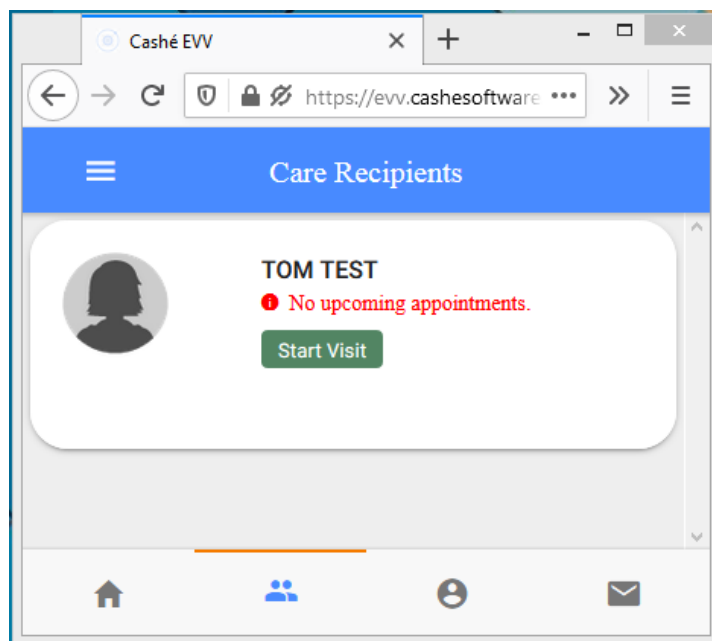 Cashé EVV
https://evv.cashesoftware
Care Recipients
TOM TEST
No upcoming appointments.
Start Visit